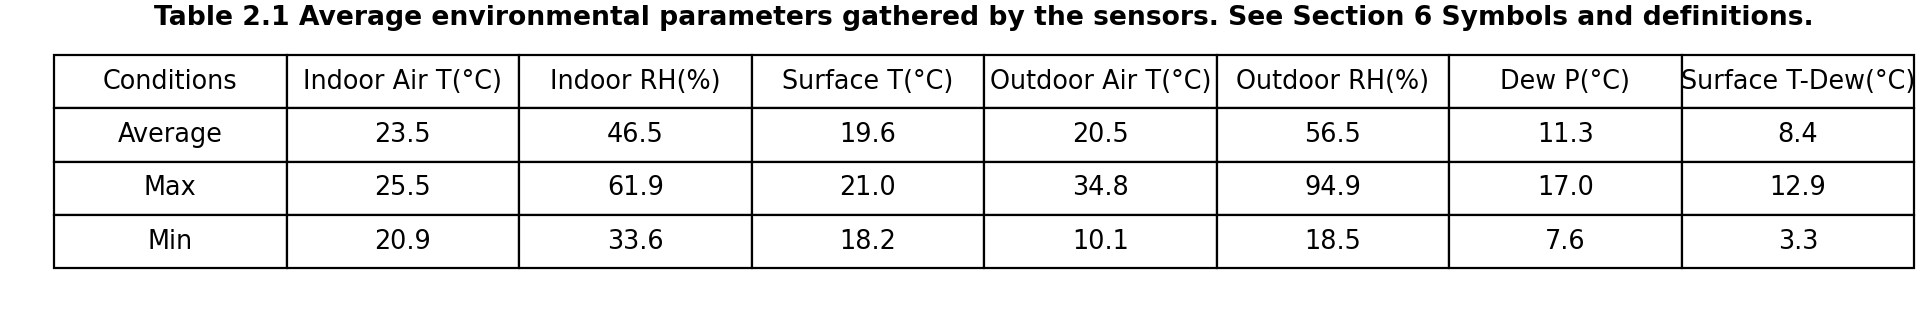 Table 2.1 Average environmental parameters gathered by the sensors. See Section 6 Symbols and definitions.
Conditions Indoor Air T(°C) Indoor RH(%) Surface T(°C) Outdoor Air T(°C) Outdoor RH(%) Dew P(°C) Surface T-Dew(°C)
Average 23.5 46.5 19.6 20.5 56.5 11.3 8.4
Max 25.5 61.9 21.0 34.8 94.9 17.0 12.9
Min 20.9 33.6 18.2 10.1 18.5 7.6 3.3